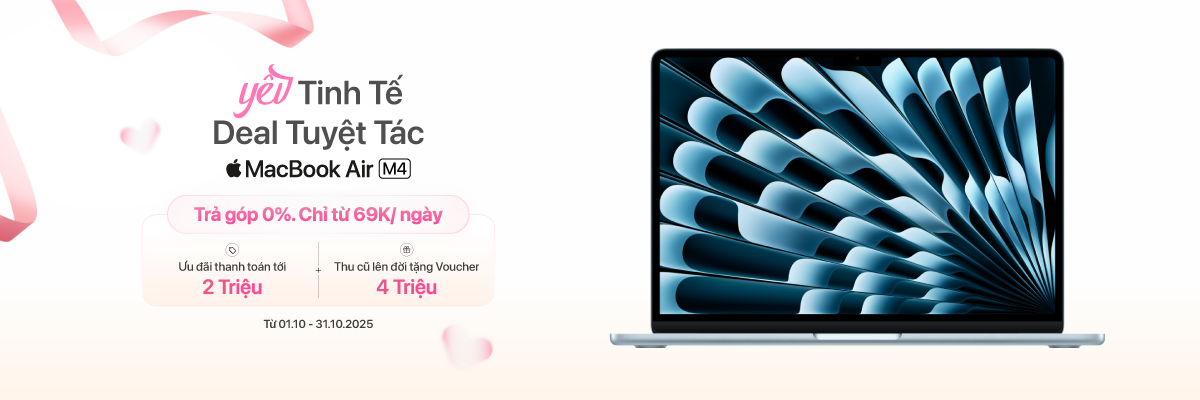 yêu Tinh Tế
Deal Tuyệt Tác
MacBook Air M4
Trả góp 0%. Chỉ từ 69K/ ngày
Ưu đãi thanh toán tới
2 Triệu
+
Thu cũ lên đời tặng Voucher
4 Triệu
Từ 01.10 - 31.10.2025